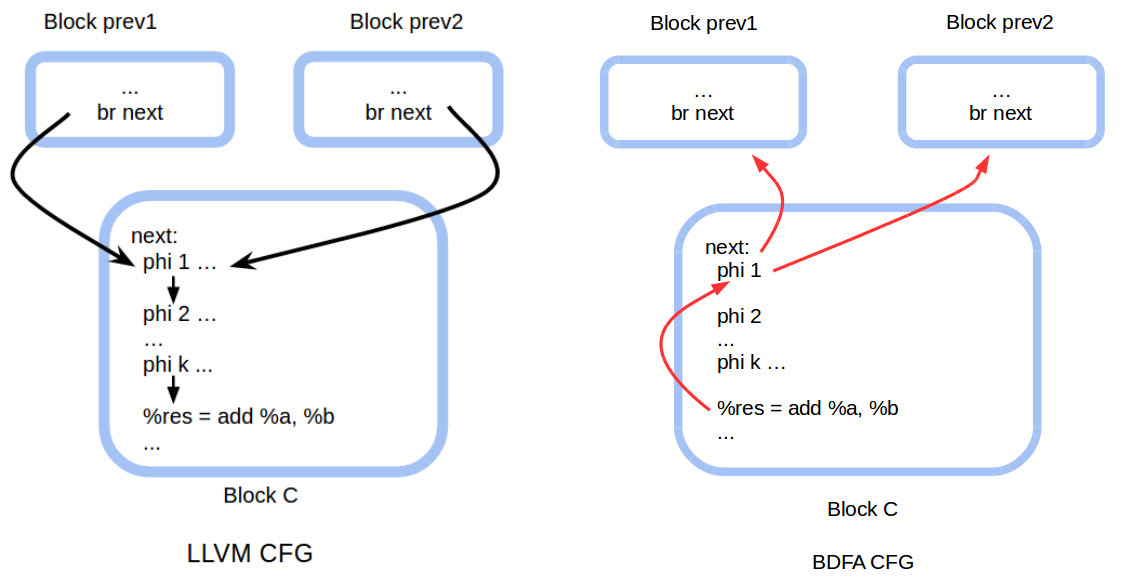 Block prev1
Block prev2
...
br next
...
br next
next:
phi 1 ...
phi 2 ...
...
phi k ...
%res = add %a, %b
...
Block C
LLVM CFG
Block prev1
Block prev2
...
br next
...
br next
next:
phi 1
phi 2
...
phi k ...
%res = add %a, %b
...
Block C
BDFA CFG